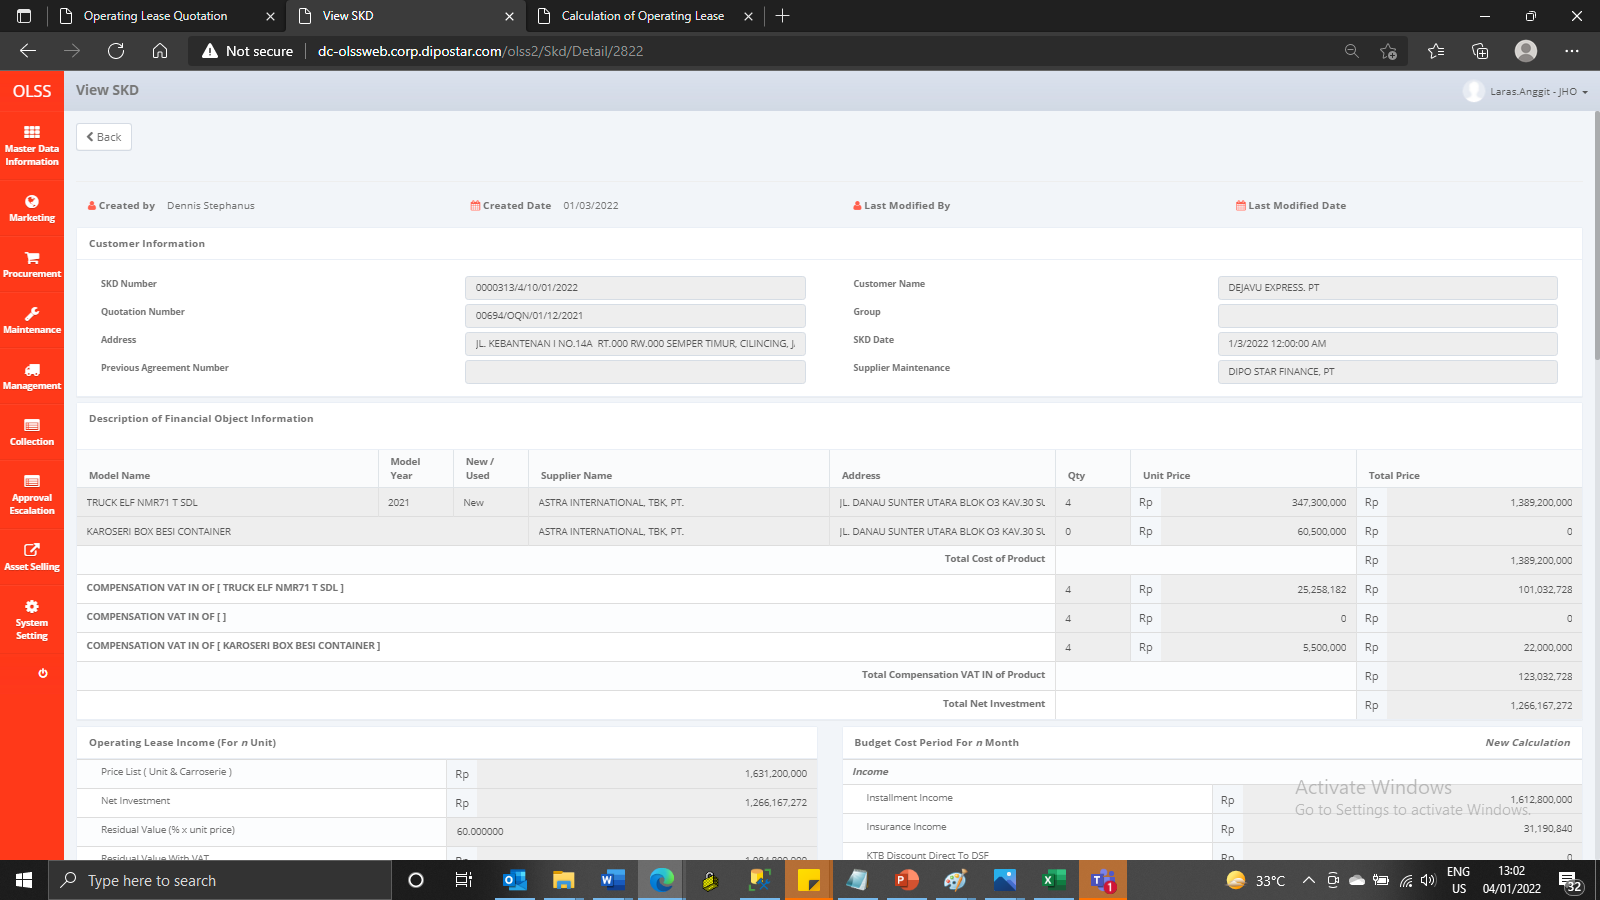 Operating Lease Quotation
View SKD
Calculation of Operating Lease
Not secure
dc-olssweb.corp.dipostar.com/olss2/Skd/Detail/2822
OLSS
View SKD
Laras.Anggit - JHO
Back
Master Data Information
Marketing
Procurement
Maintenance
Management
Collection
Approval Escalation
Asset Selling
System Setting
Created by Dennis Stephanus
Created Date 01/03/2022
Last Modified By
Last Modified Date
Customer Information
SKD Number 0000313/4/10/01/2022
Customer Name DEJAVU EXPRESS. PT
Quotation Number 00694/OQN/01/12/2021
Group
Address JL. KEBANTENAN I NO.14A RT.000 RW.000 SEMPER TIMUR, CILINCING,
SKD Date 1/3/2022 12:00:00 AM
Previous Agreement Number
Supplier Maintenance DIPO STAR FINANCE, PT
Description of Financial Object Information
Model Name Model Year New / Used Supplier Name Address Qty Unit Price Total Price
TRUCK ELF NMR71 T SDL 2021 New ASTRA INTERNATIONAL, TBK, PT. JL. DANAU SUNTER UTARA BLOK O3 KAV.30 SU 4 Rp 347,300,000 Rp 1,389,200,000
KAROSERI BOX BESI CONTAINER ASTRA INTERNATIONAL, TBK, PT. JL. DANAU SUNTER UTARA BLOK O3 KAV.30 SU 0 Rp 60,500,000 Rp 0
Total Cost of Product Rp 1,389,200,000
COMPENSATION VAT IN OF [ TRUCK ELF NMR71 T SDL ] 4 Rp 25,258,182 Rp 101,032,728
COMPENSATION VAT IN OF [ ] 4 Rp 0 Rp 0
COMPENSATION VAT IN OF [ KAROSERI BOX BESI CONTAINER ] 4 Rp 5,500,000 Rp 22,000,000
Total Compensation VAT IN of Product Rp 123,032,728
Total Net Investment Rp 1,266,167,272
Operating Lease Income (For n Unit)
Price List ( Unit & Carroserie ) Rp 1,631,200,000
Net Investment Rp 1,266,167,272
Residual Value (% x unit price) 60.000000
Residual Value With VAT Rp
Budget Cost Period For n Month New Calculation
Income
Installment Income Rp 1,612,800,000
Insurance Income Rp 31,190,840
KTB Discount Direct To DSF Rp 0
Activate Windows
Go to Settings to activate Windows.
Type here to search
1
33°C
ENG
US
13:02
04/01/2022
32